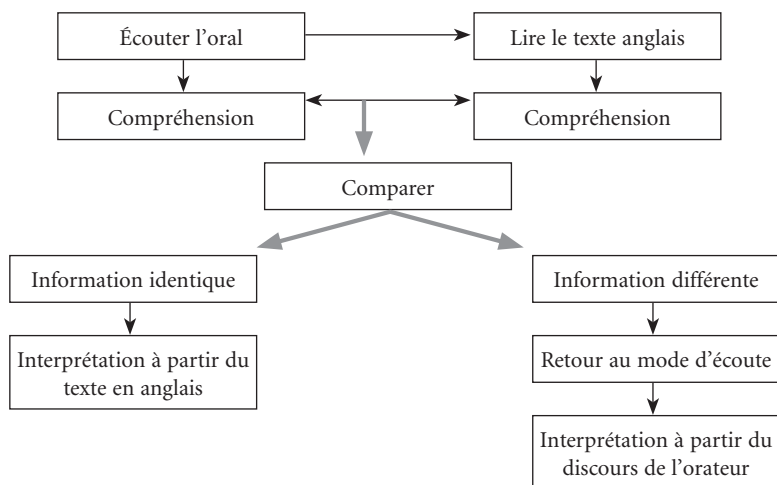 Écouter l'oral
Lire le texte anglais
Compréhension
Compréhension
Comparer
Information identique
Information différente
Interprétation à partir du
texte en anglais
Retour au mode d'écoute
Interprétation à partir du
discours de l'orateur